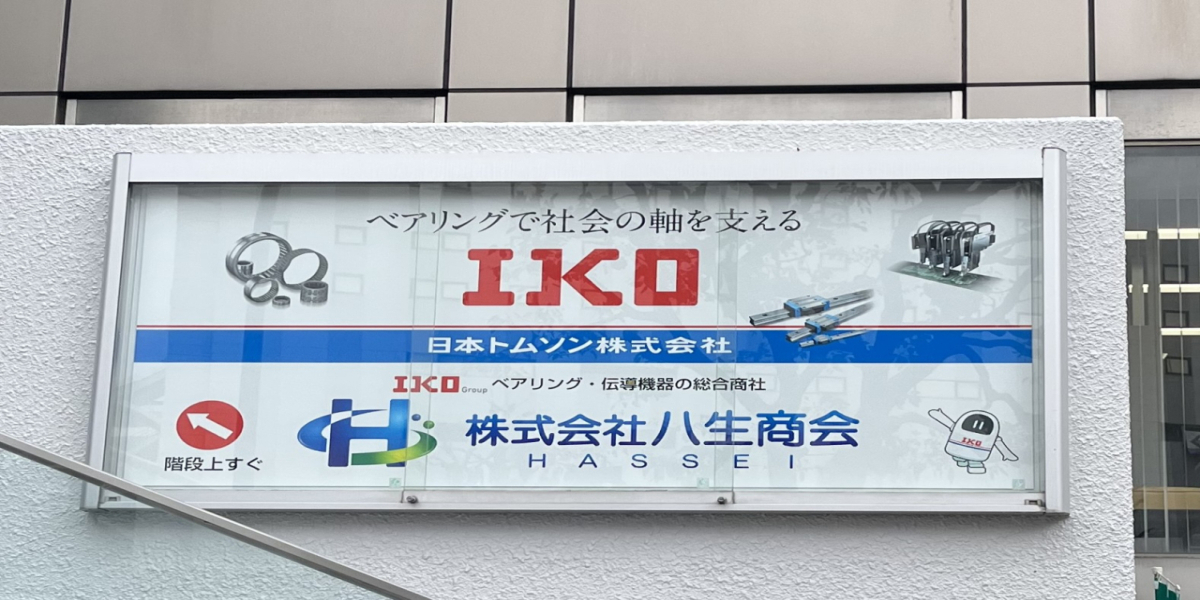 ベアリングで社会の軸を支える
IKO
日本トムソン株式会社
IKO Group ベアリング・伝導機器の総合商社
株式会社八生商会
HASSEI
階段上すぐ
IKO